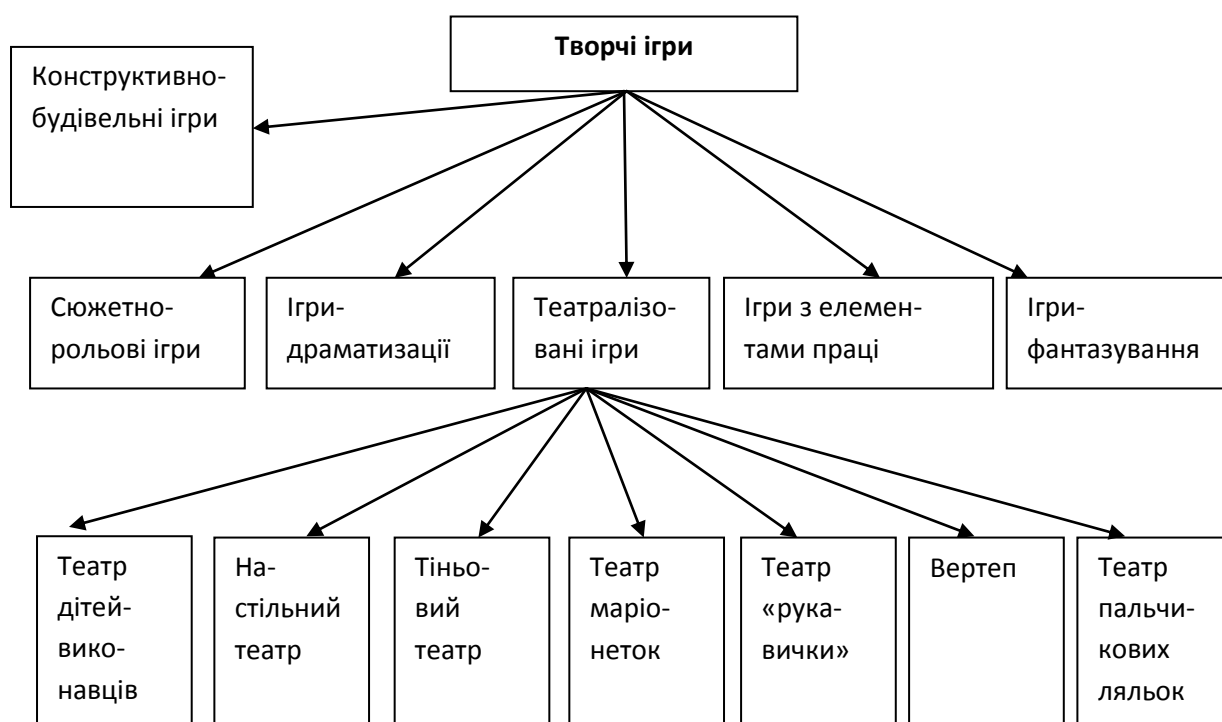 Творчі ігри
Конструктивно-
будівельні ігри
Сюжетно-
рольові ігри
Ігри-
драматизації
Театралізо-
вані ігри
Ігри з елемен-
тами праці
Ігри-
фантазування
Театр
дітей-
вико-
навців
На-
стільний
театр
Тіньо-
вий
театр
Театр
маріо-
неток
Театр
«рука-
вички»
Вертеп
Театр
пальчи-
кових
ляльок